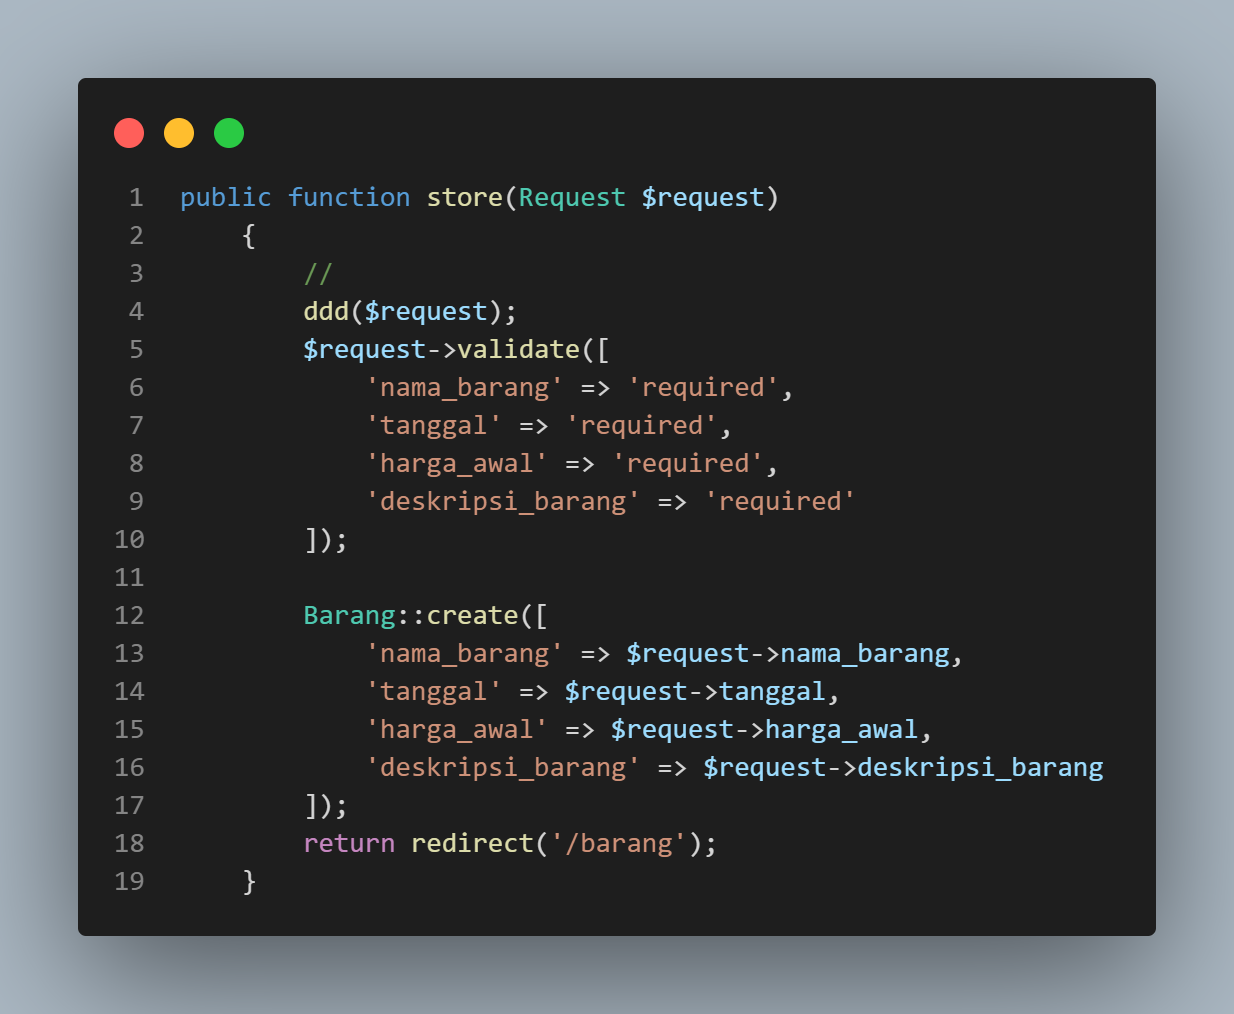 1 public function store(Request $request)
2 {
3 //
4 ddd($request);
5 $request->validate([
6 'nama_barang' => 'required',
7 'tanggal' => 'required',
8 'harga_awal' => 'required',
9 'deskripsi_barang' => 'required'
10 ]);
11
12 Barang::create([
13 'nama_barang' => $request->nama_barang,
14 'tanggal' => $request->tanggal,
15 'harga_awal' => $request->harga_awal,
16 'deskripsi_barang' => $request->deskripsi_barang
17 ]);
18 return redirect('/barang');
19 }